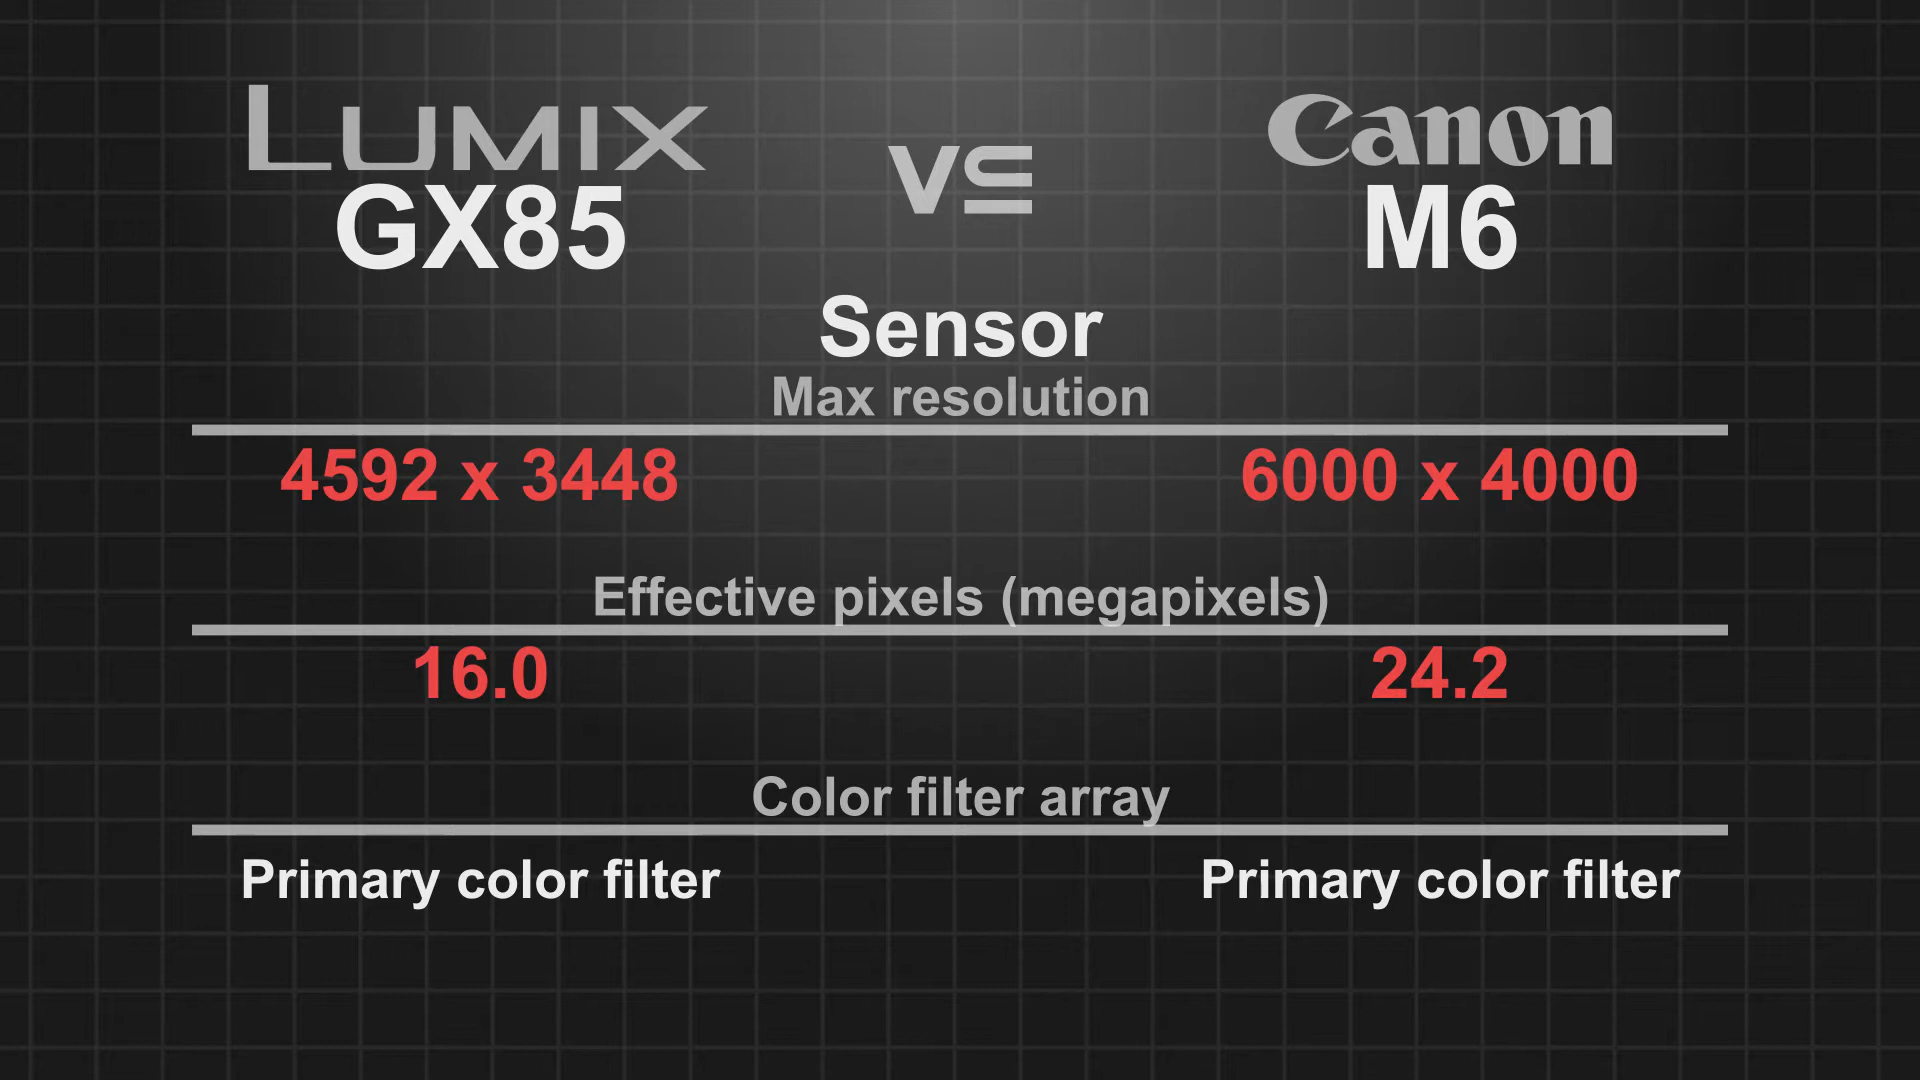 LUMIX
GX85
VS
Canon
M6
Sensor
Max resolution
4592 x 3448
6000 x 4000
Effective pixels (megapixels)
16.0
24.2
Color filter array
Primary color filter
Primary color filter